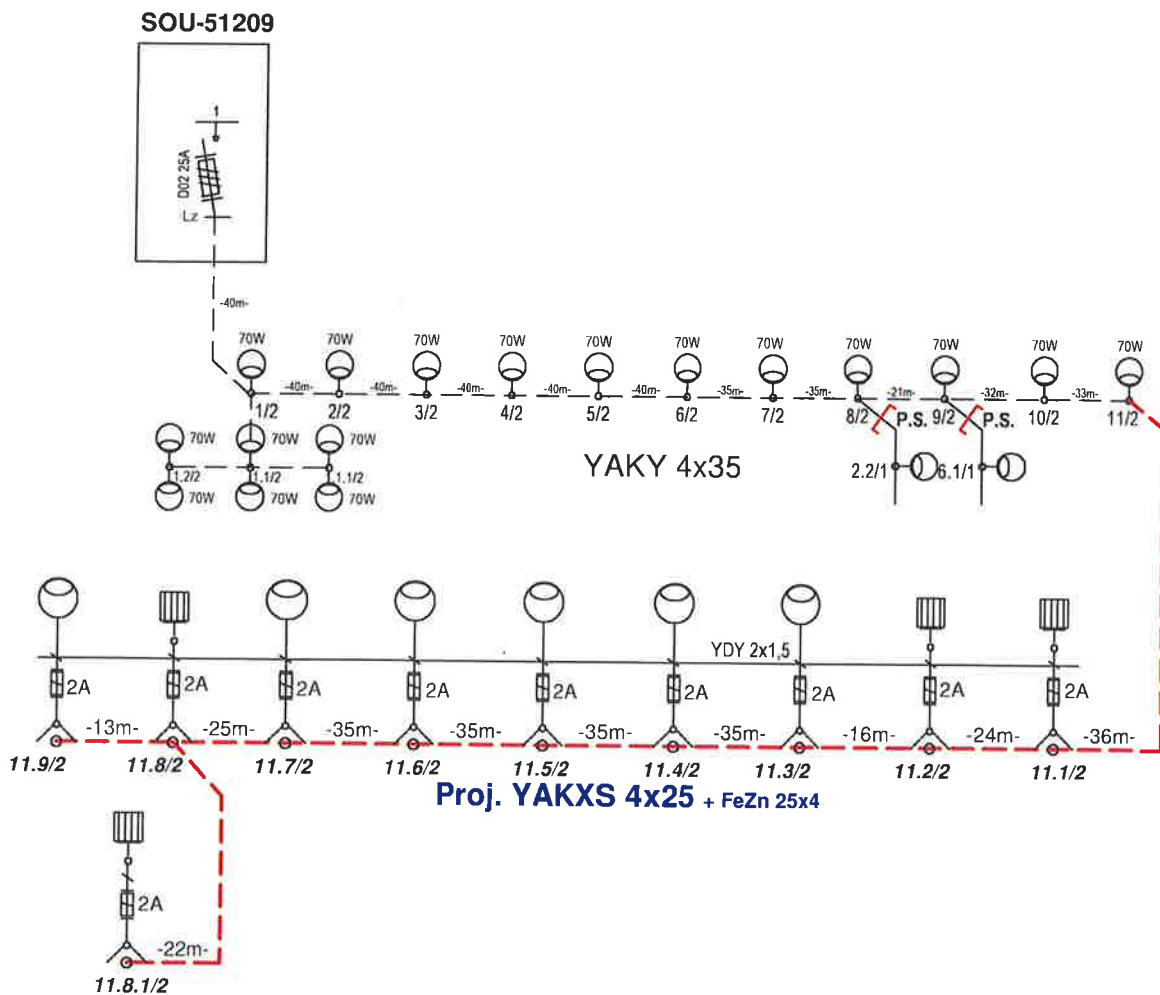 SOU-51209
1
D02 25A
Lz
-40m-
70W 70W 70W 70W 70W 70W 70W 70W 70W 70W 70W
-40m- -40m- -40m- -40m- -40m- -35m- -35m- -21m- -32m- -33m-
1/2 2/2 3/2 4/2 5/2 6/2 7/2 8/2 P.S. 9/2 P.S. 10/2 11/2
70W 70W 70W
1.2/2 1.1/2 1.1/2
70W 70W 70W
YAKY 4x35
2.2/1 6.1/1
YDY 2x1,5
2A 2A 2A 2A 2A 2A 2A 2A 2A
-13m- -25m- -35m- -35m- -35m- -35m- -16m- -24m- -36m-
11.9/2 11.8/2 11.7/2 11.6/2 11.5/2 11.4/2 11.3/2 11.2/2 11.1/2
Proj. YAKXS 4x25 + FeZn 25x4
2A
-22m-
11.8.1/2